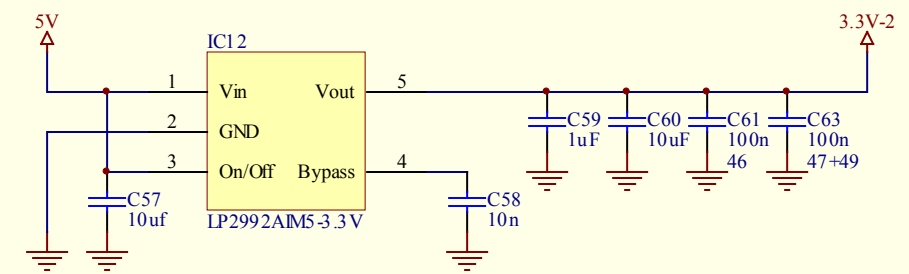 5V
3.3V-2
IC12
1
Vin
Vout
5
2
GND
3
On/Off
Bypass
4
LP2992AIM5-3.3V
C57
10uf
C58
10n
C59
1uF
C60
10uF
C61
100n
46
C63
100n
47+49